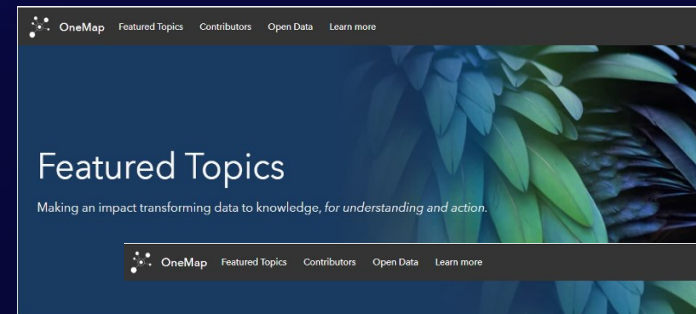 OneMap Featured Topics Contributors Open Data Learn more
Featured Topics
Making an impact transforming data to knowledge, for understanding and action.
OneMap Featured Topics Contributors Open Data Learn more